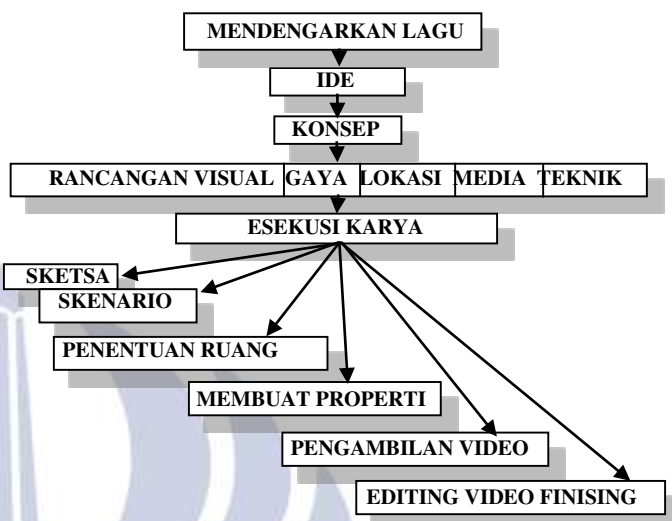 MENDENGARKAN LAGU
IDE
KONSEP
RANCANGAN VISUAL GAYA LOKASI MEDIA TEKNIK
ESEKUSI KARYA
SKETSA
SKENARIO
PENENTUAN RUANG
MEMBUAT PROPERTI
PENGAMBILAN VIDEO
EDITING VIDEO FINISING